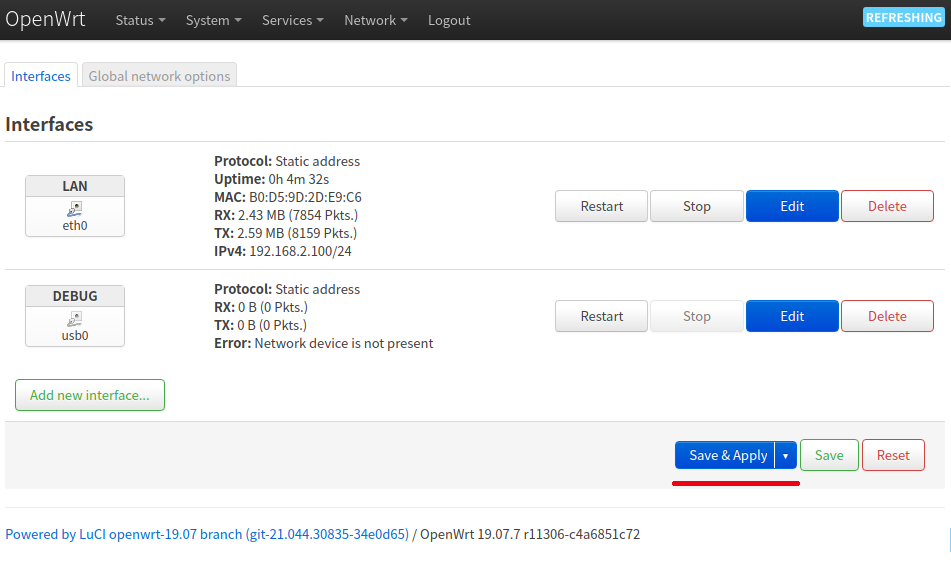 OpenWrt Status System Services Network Logout REFRESHING
Interfaces Global network options
Interfaces
LAN
eth0
Protocol: Static address
Uptime: 0h 4m 32s
MAC: B0:D5:9D:2D:E9:C6
RX: 2.43 MB (7854 Pkts.)
TX: 2.59 MB (8159 Pkts.)
IPv4: 192.168.2.100/24
Restart Stop Edit Delete
DEBUG
usb0
Protocol: Static address
RX: 0 B (0 Pkts.)
TX: 0 B (0 Pkts.)
Error: Network device is not present
Restart Stop Edit Delete
Add new interface...
Save & Apply Save Reset
Powered by LuCI openwrt-19.07 branch (git-21.044.30835-34e0d65) / OpenWrt 19.07.7 r11306-c4a6851c72